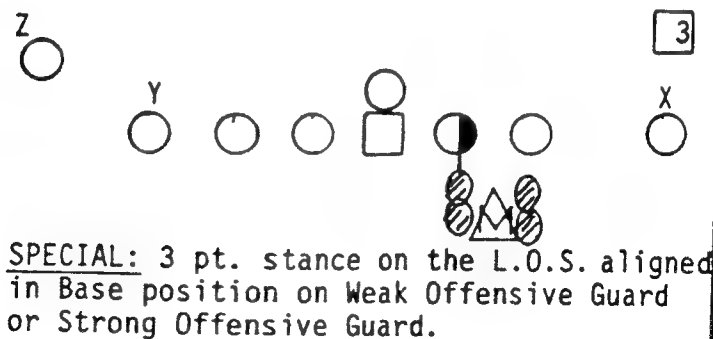 Z
3
Y
X
SPECIAL: 3 pt. stance on the L.O.S. aligned
in Base position on Weak Offensive Guard
or Strong Offensive Guard.